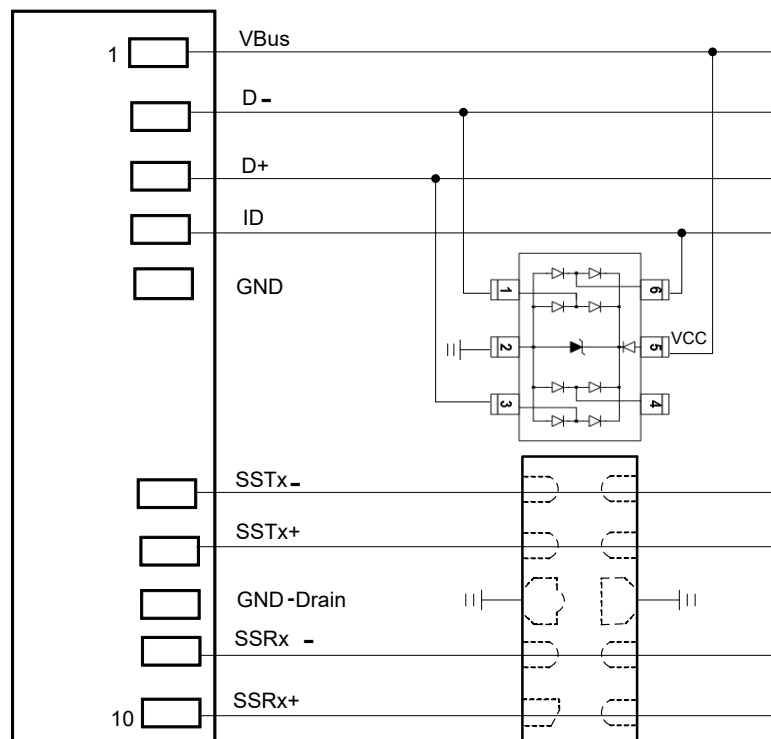 1
VBus
D-
D+
ID
GND
1
6
2
5
VCC
3
4
SSTx-
SSTx+
GND-Drain
SSRx -
SSRx+
10